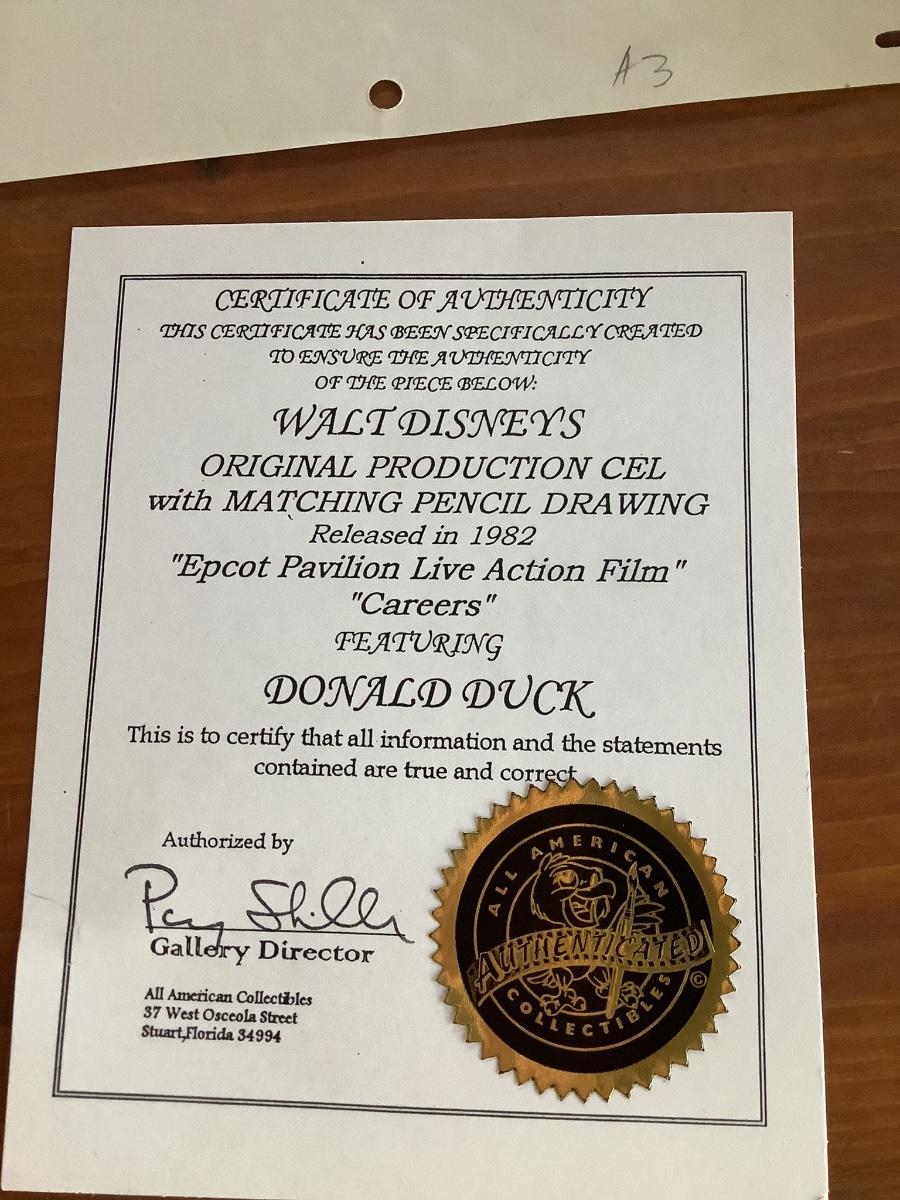 A3
CERTIFICATE OF AUTHENTICITY
THIS CERTIFICATE HAS BEEN SPECIFICALLY CREATED
TO ENSURE THE AUTHENTICITY
OF THE PIECE BELOW:
WALT DISNEYS
ORIGINAL PRODUCTION CEL
with MATCHING PENCIL DRAWING
Released in 1982
"Epcot Pavilion Live Action Film"
"Careers"
FEATURING
DONALD DUCK
This is to certify that all information and the statements
contained are true and correct
Authorized by
Gallery Director
All American Collectibles
37 West Osceola Street
Stuart,Florida 34994
ALL AMERICAN
AUTHENTICATED
©
COLLECTIBLES